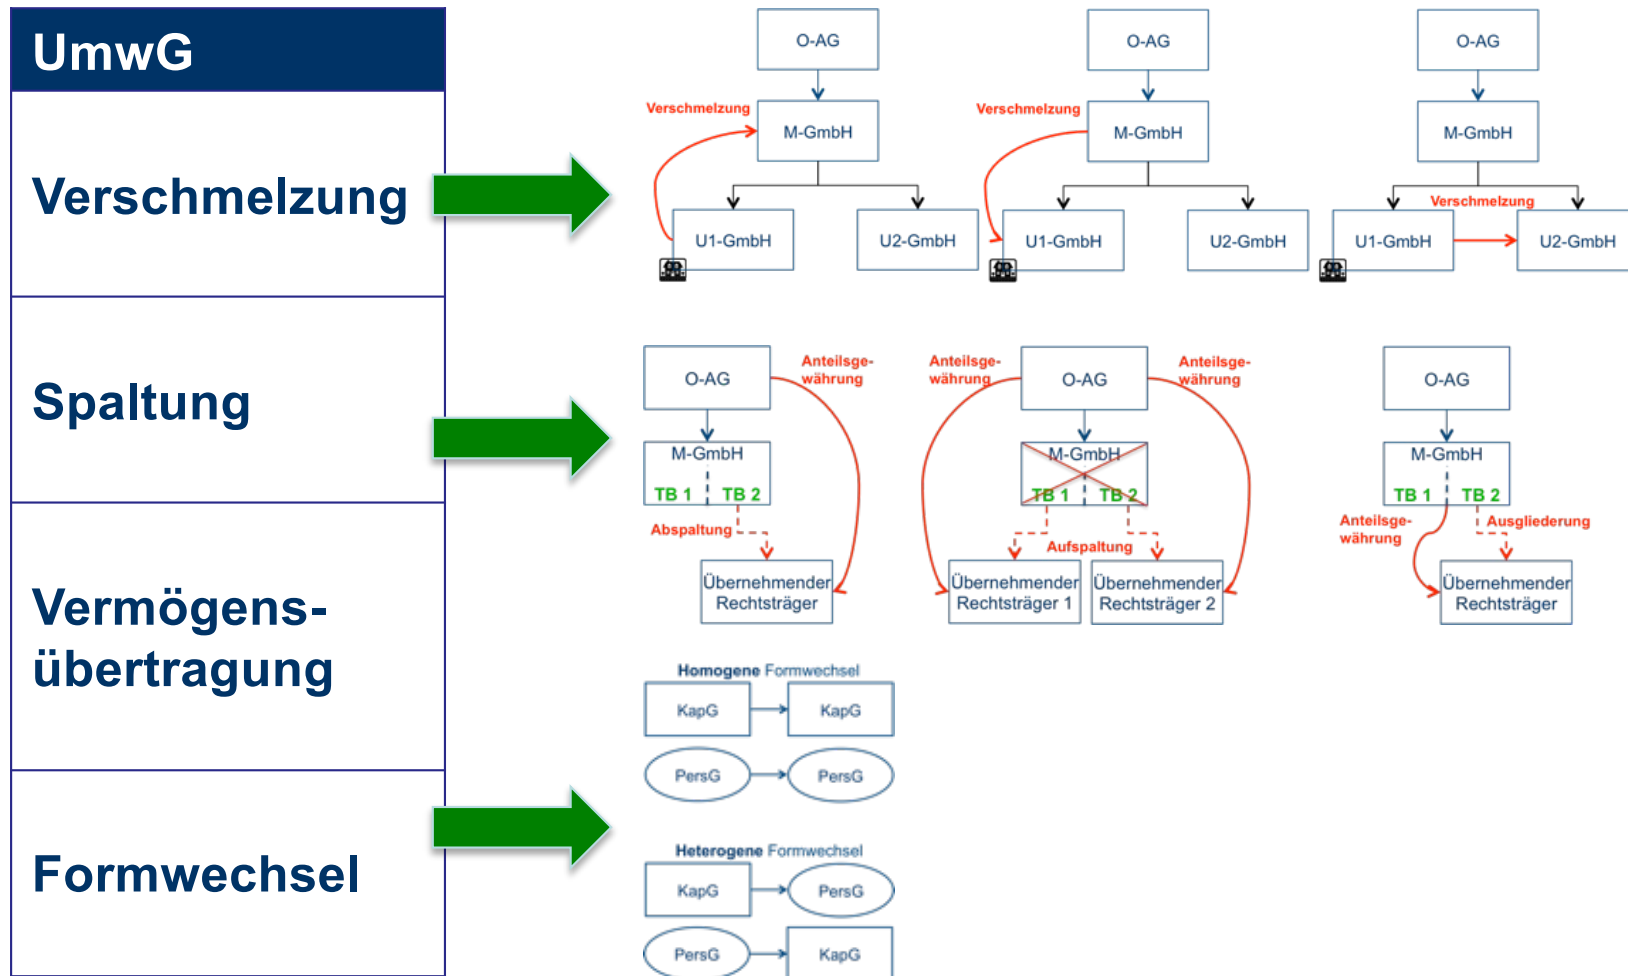 UmwG
Verschmelzung
Spaltung
Vermögens-
übertragung
Formwechsel
O-AG
Verschmelzung
M-GmbH
U1-GmbH
U2-GmbH
O-AG
Verschmelzung
M-GmbH
U1-GmbH
U2-GmbH
O-AG
M-GmbH
Verschmelzung
U1-GmbH
U2-GmbH
O-AG
Anteilsge-
währung
M-GmbH
TB 1
TB 2
Abspaltung
Übernehmender
Rechtsträger
Anteilsge-
währung
O-AG
Anteilsge-
währung
M-GmbH
TB 1
TB 2
Aufspaltung
Übernehmender
Rechtsträger 1
Übernehmender
Rechtsträger 2
O-AG
M-GmbH
TB 1
TB 2
Anteilsge-
währung
Ausgliederung
Übernehmender
Rechtsträger
Homogene Formwechsel
KapG
KapG
PersG
PersG
Heterogene Formwechsel
KapG
PersG
PersG
KapG